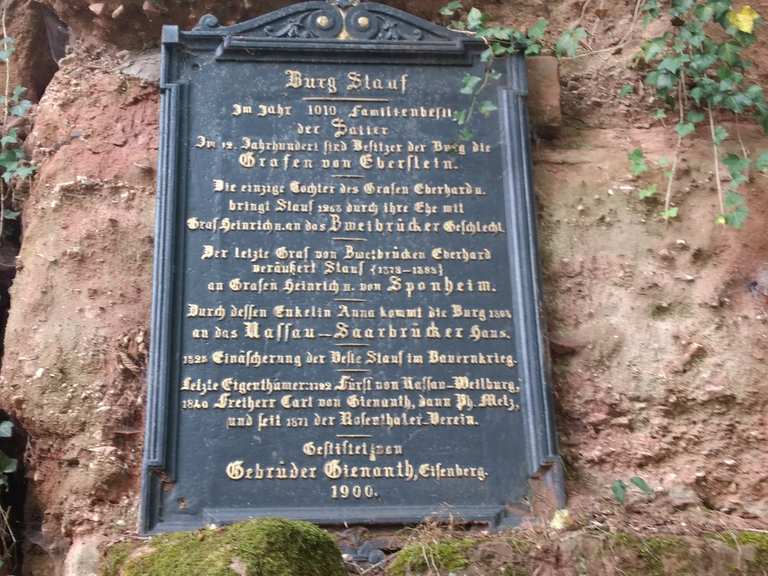 Burg Stauf
Im Jahr 1010 Familienbesitz
der Salier
Im 12. Jahrhundert sind Besitzer der Burg die
Grafen von Eberstein.
Die einzige Tochter des Grafen Eberhard v.
bringt Stauf 1263 durch ihre Ehe mit
Graf Heinrich II. an das Zweibrücker Geschlecht.
Der letzte Graf von Zweibrücken Eberhard
veräußert Stauf (1378–1388)
an Grafen Heinrich II. von Sponheim.
Durch dessen Enkelin Anna kommt die Burg 1393
an das Nassau–Saarbrücker Haus.
1525 Einäscherung der Veste Stauf im Bauernkrieg.
Letzte Eigenthümer: Fürst von Nassau–Weilburg,
Freiherr Carl von Gienanth, dann Ph. Melz,
und seit 1871 der Rosenthaler–Verein.
Gestiftet von
Gebrüder Gienanth, Eisenberg.
1900.